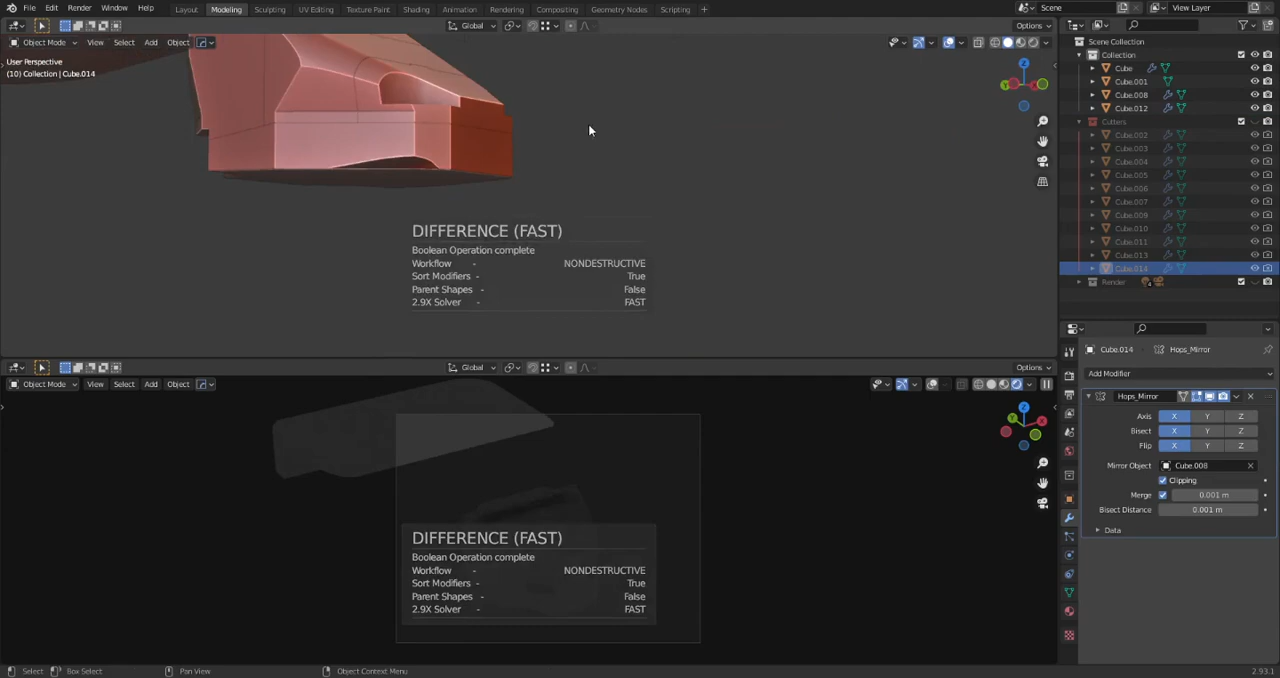 File Edit Render Window Help Layout Modeling Sculpting UV Editing Texture Paint Shading Animation Rendering Compositing Geometry Nodes Scripting + Scene View Layer
Global Options
Object Mode View Select Add Object
User Perspective
(10) Collection | Cube.014
Z
Y X
DIFFERENCE (FAST)
Boolean Operation complete
Workflow - NONDESTRUCTIVE
Sort Modifiers - True
Parent Shapes - False
2.9X Solver - FAST
Global Options
Object Mode View Select Add Object
Z
Y X
DIFFERENCE (FAST)
Boolean Operation complete
Workflow - NONDESTRUCTIVE
Sort Modifiers - True
Parent Shapes - False
2.9X Solver - FAST
Scene Collection
Collection
Cube
Cube.001
Cube.008
Cube.012
Cutters
Cube.002
Cube.003
Cube.004
Cube.005
Cube.006
Cube.007
Cube.009
Cube.010
Cube.011
Cube.013
Cube.014
Render 4
Cube.014 Hops_Mirror
Add Modifier
Hops_Mirror
Axis X Y Z
Bisect X Y Z
Flip X Y Z
Mirror Object Cube.008
Clipping
Merge 0.001 m
Bisect Distance 0.001 m
Data
Select Box Select Pan View Object Context Menu 2.93.1